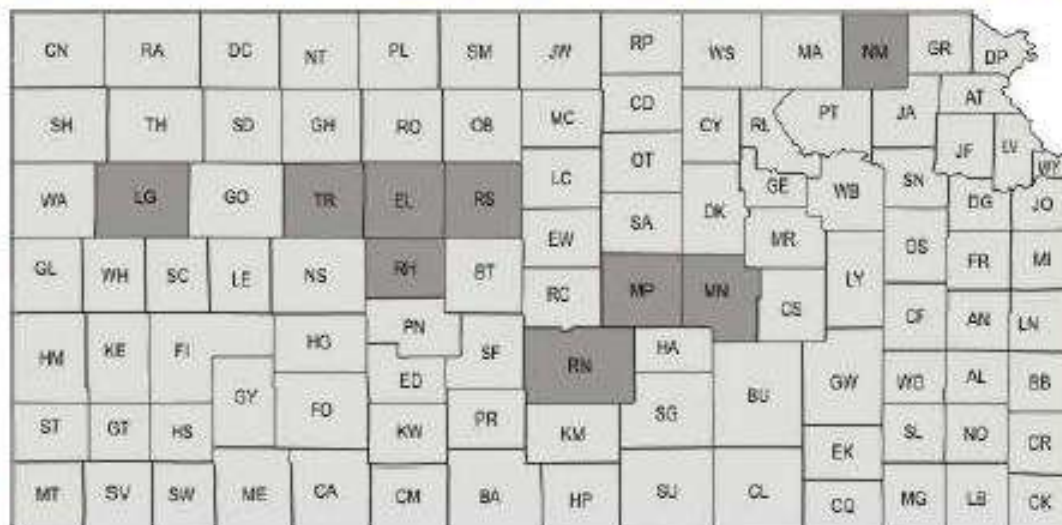 CN RA DC NT PL SM JW RP WS MA NM GR DP
SH TH SD GH RO OB MC CD CY RL PT JA AT
WA LG GO TR EL RS LC OT DK GE WB SN JF LV WY
DG JO
GL WH SC LE NS RH BT EW SA MR LY OS FR MI
RC MP MN CS
HM KE FI HG PN SF RN HA CF AN LN
GY FO ED SG BU GW WO AL BB
ST GT HS KW PR KM EK SL NO CR
MT SV SW ME CA CM BA HP SU CL CQ MG LB CK